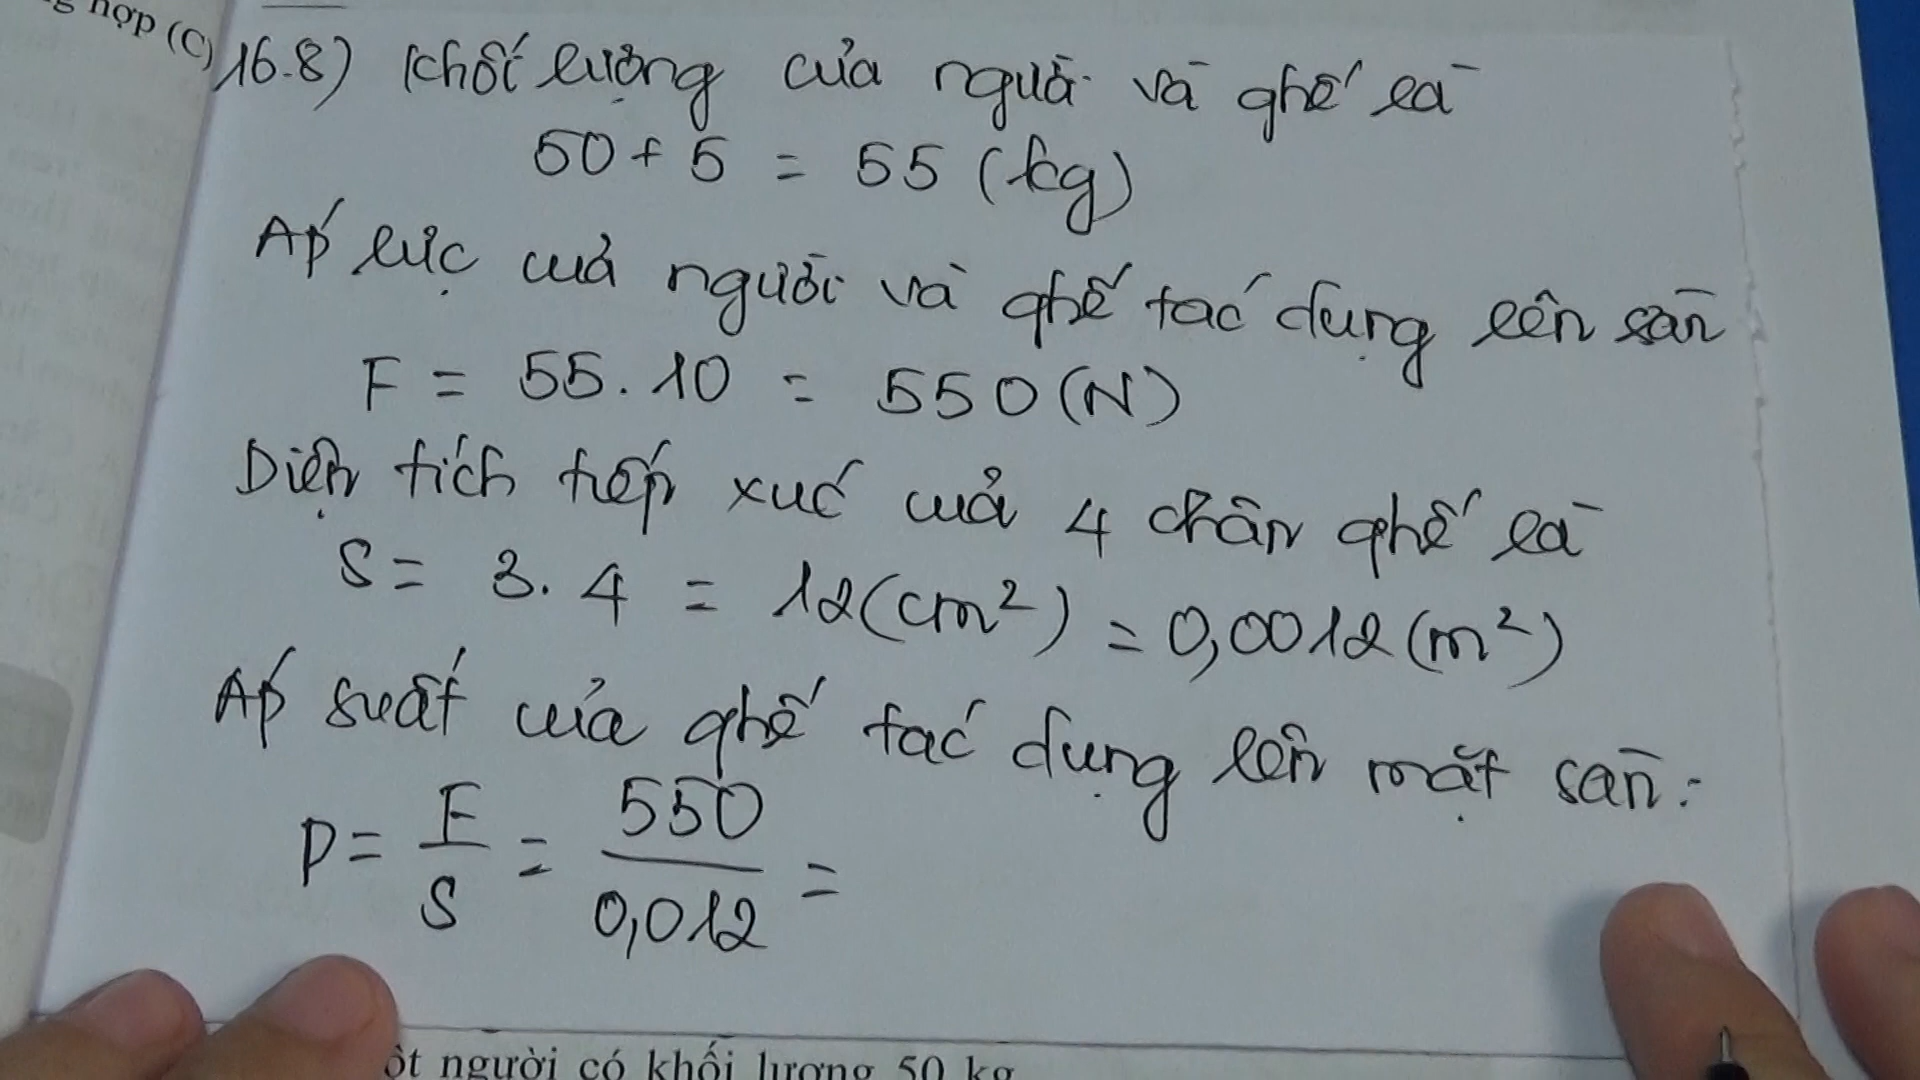 hợp (C)
16.8) Khối lượng của người và ghế là
50 + 5 = 55 (kg)
Áp lực của người và ghế tác dụng lên sàn
F = 55.10 = 550 (N)
Diện tích tiếp xúc của 4 chân ghế là
S = 3.4 = 12 (cm²) = 0,0012 (m²)
Áp suất của ghế tác dụng lên mặt sàn:
P = F/S = 550/0,012 =
ột người có khối lượng 50 kg